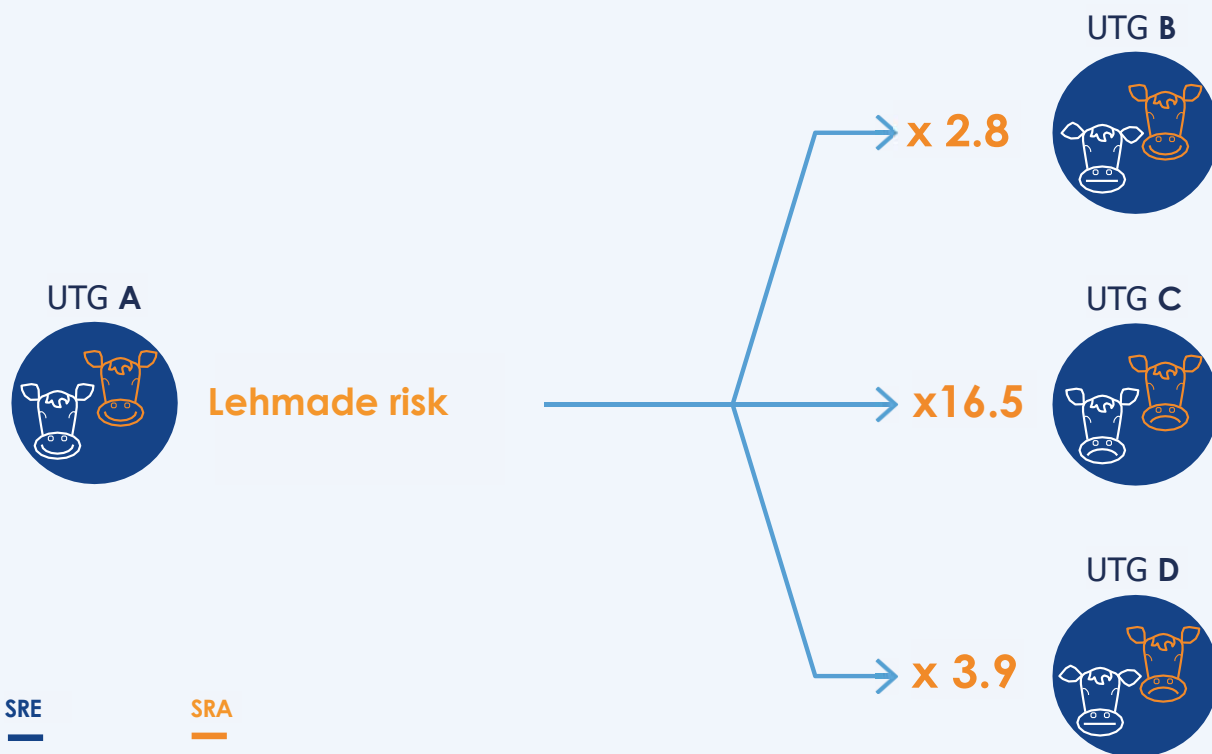 UTG B
x 2.8
UTG A
Lehmade risk
UTG C
x16.5
UTG D
x 3.9
SRE
SRA